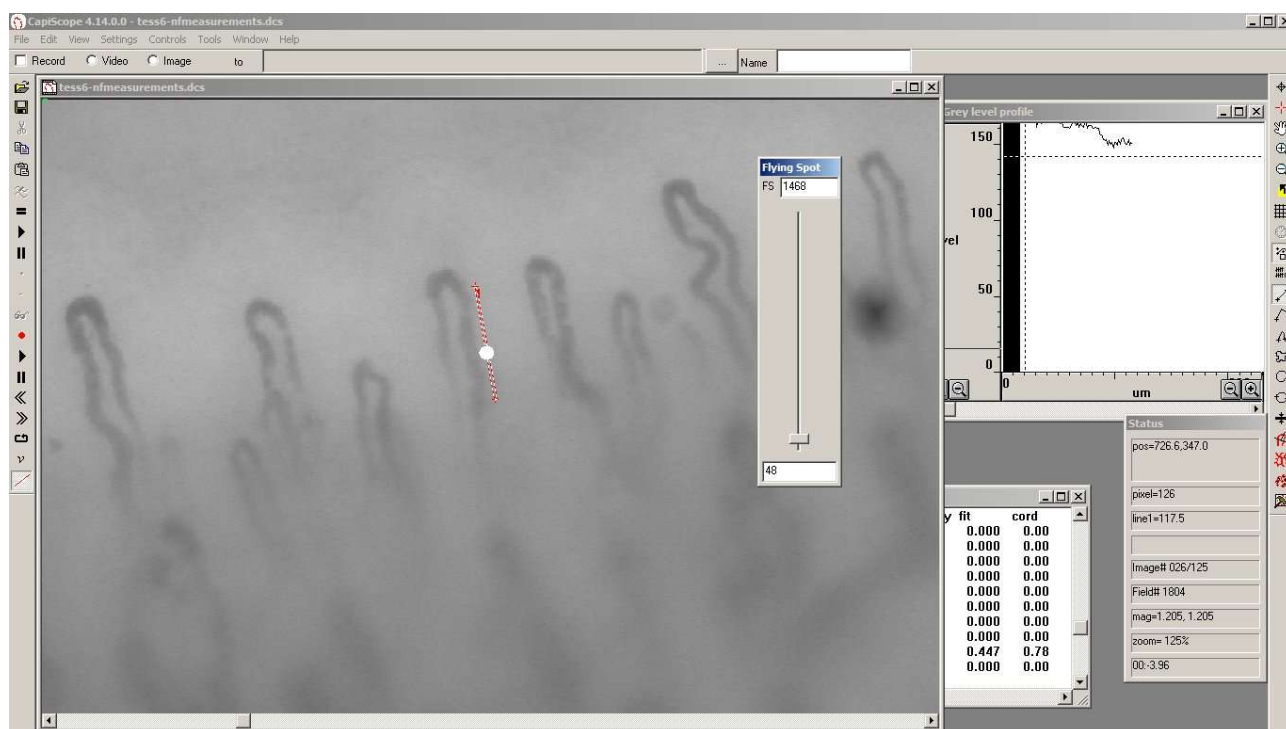 CapiScope 4.14.0.0 - tess6-nfmeasurements.dcs
File Edit View Settings Controls Tools Window Help
Record Video Image to ... Name
tess6-nfmeasurements.dcs
Flying Spot
FS 1468
48
Grey level profile
150
100
50
0
0
um
Status
pos=726.6,347.0
pixel=126
line1=117.5
Image# 026/125
Field# 1804
mag=1.205, 1.205
zoom= 125%
00:-3.96
y fit cord
0.000 0.00
0.000 0.00
0.000 0.00
0.000 0.00
0.000 0.00
0.000 0.00
0.000 0.00
0.000 0.00
0.447 0.78
0.000 0.00